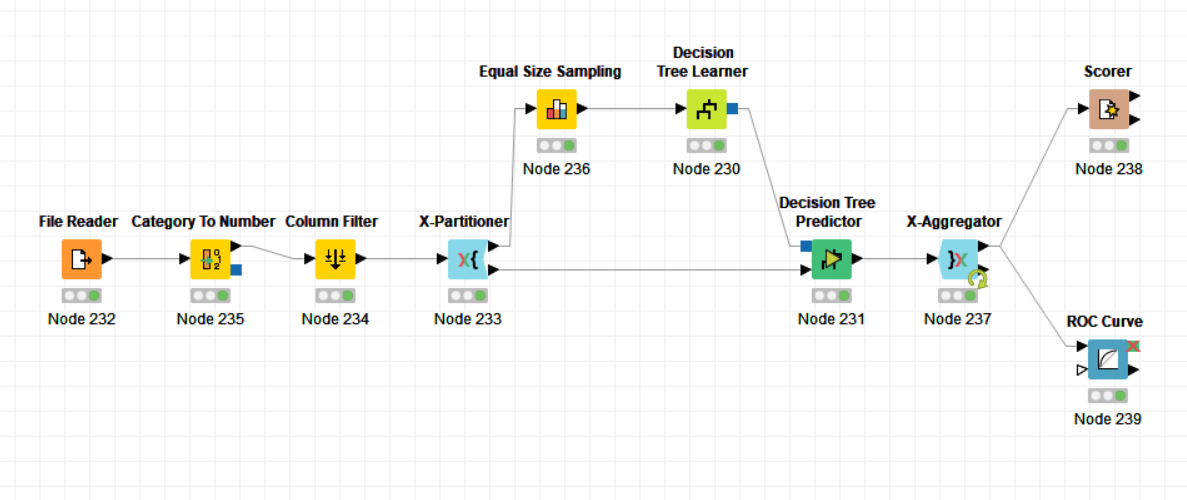 Decision
Equal Size Sampling
Tree Learner
Scorer
Node 236
Node 230
Node 238
Decision Tree
File Reader
Category To Number
Column Filter
X-Partitioner
Predictor
X-Aggregator
Node 232
Node 235
Node 234
Node 233
Node 231
Node 237
ROC Curve
Node 239